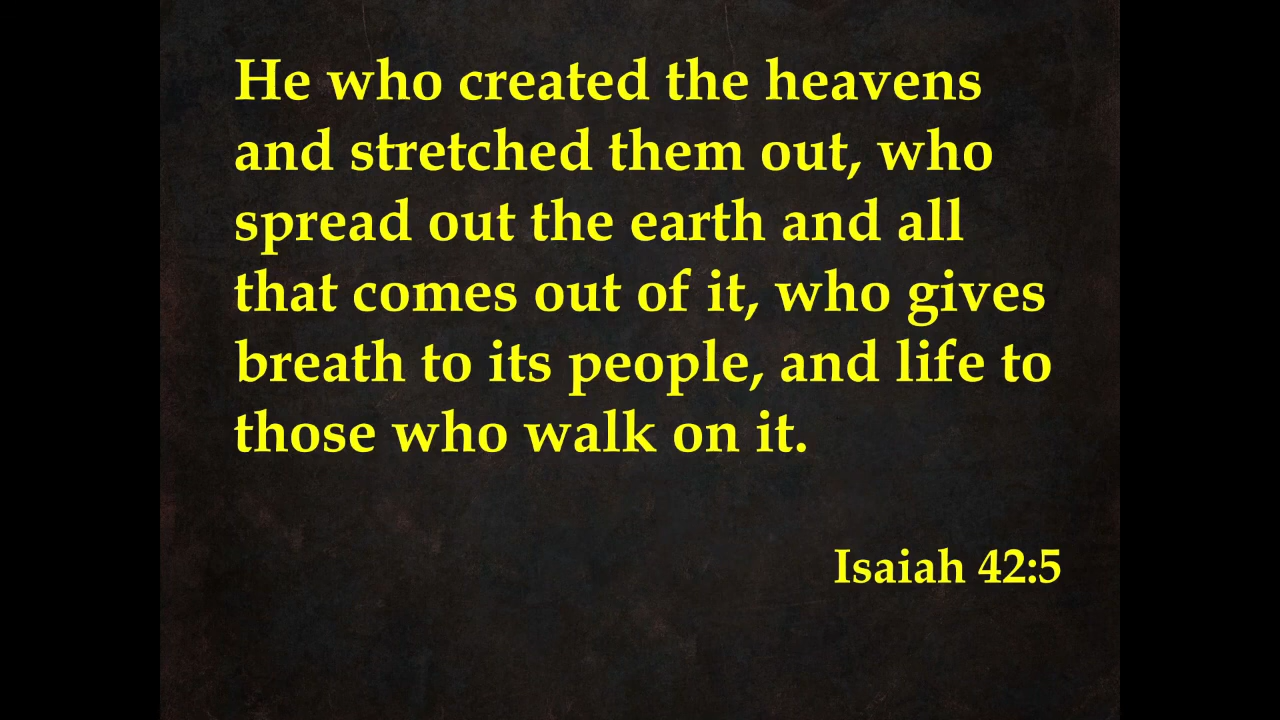 He who created the heavens
and stretched them out, who
spread out the earth and all
that comes out of it, who gives
breath to its people, and life to
those who walk on it.
Isaiah 42:5